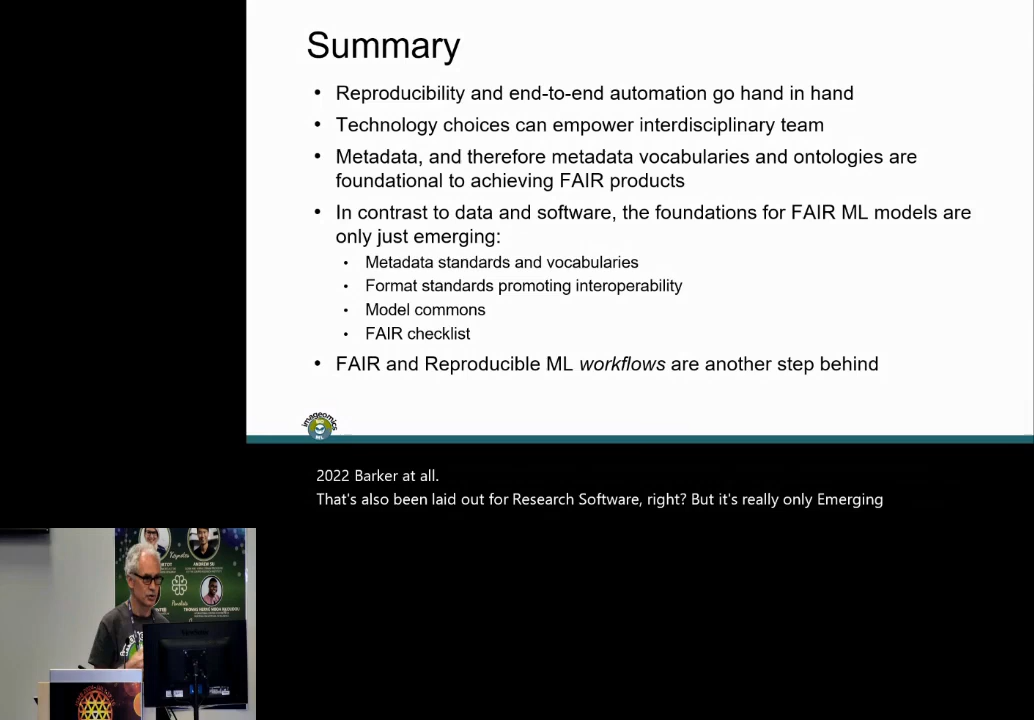 Summary
• Reproducibility and end-to-end automation go hand in hand
• Technology choices can empower interdisciplinary team
• Metadata, and therefore metadata vocabularies and ontologies are
foundational to achieving FAIR products
• In contrast to data and software, the foundations for FAIR ML models are
only just emerging:
• Metadata standards and vocabularies
• Format standards promoting interoperability
• Model commons
• FAIR checklist
• FAIR and Reproducible ML workflows are another step behind
imageomics
2022 Barker at all.
That's also been laid out for Research Software, right? But it's really only Emerging
Keynotes
ANDREW SU